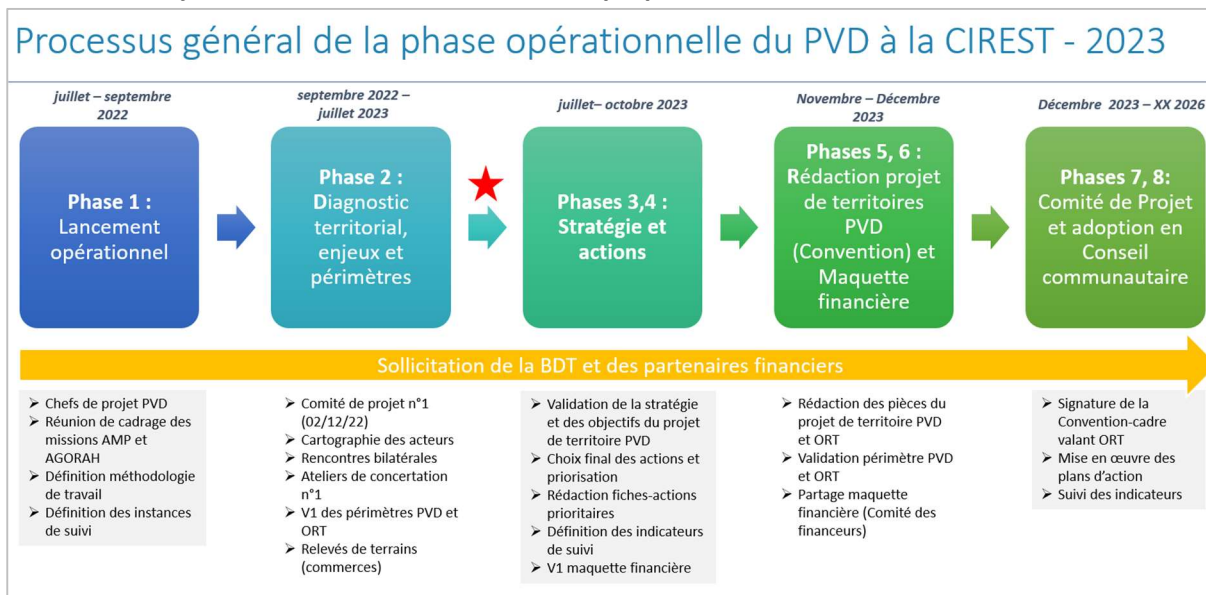 Processus général de la phase opérationnelle du PVD à la CIREST - 2023
juillet – septembre
2022
Phase 1 :
Lancement
opérationnel
septembre 2022 –
juillet 2023
Phase 2 :
Diagnostic
territorial,
enjeux et
périmètres
juillet– octobre 2023
Phases 3,4 :
Stratégie et
actions
Novembre – Décembre
2023
Phases 5, 6 :
Rédaction projet
de territoires
PVD
(Convention) et
Maquette
financière
Décembre 2023 – XX 2026
Phases 7, 8:
Comité de Projet
et adoption en
Conseil
communautaire
Sollicitation de la BDT et des partenaires financiers
➢ Chefs de projet PVD
➢ Réunion de cadrage des
missions AMP et
AGORAH
➢ Définition méthodologie
de travail
➢ Définition des instances
de suivi
➢ Comité de projet n°1
(02/12/22)
➢ Cartographie des acteurs
➢ Rencontres bilatérales
➢ Ateliers de concertation
n°1
➢ V1 des périmètres PVD et
ORT
➢ Relevés de terrains
(commerces)
➢ Validation de la stratégie
et des objectifs du projet
de territoire PVD
➢ Choix final des actions et
priorisation
➢ Rédaction fiches-actions
prioritaires
➢ Définition des indicateurs
de suivi
➢ V1 maquette financière
➢ Rédaction des pièces du
projet de territoire PVD
et ORT
➢ Validation périmètre PVD
et ORT
➢ Partage maquette
financière (Comité des
financeurs)
➢ Signature de la
Convention-cadre
valant ORT
➢ Mise en œuvre des
plans d'action
➢ Suivi des indicateurs